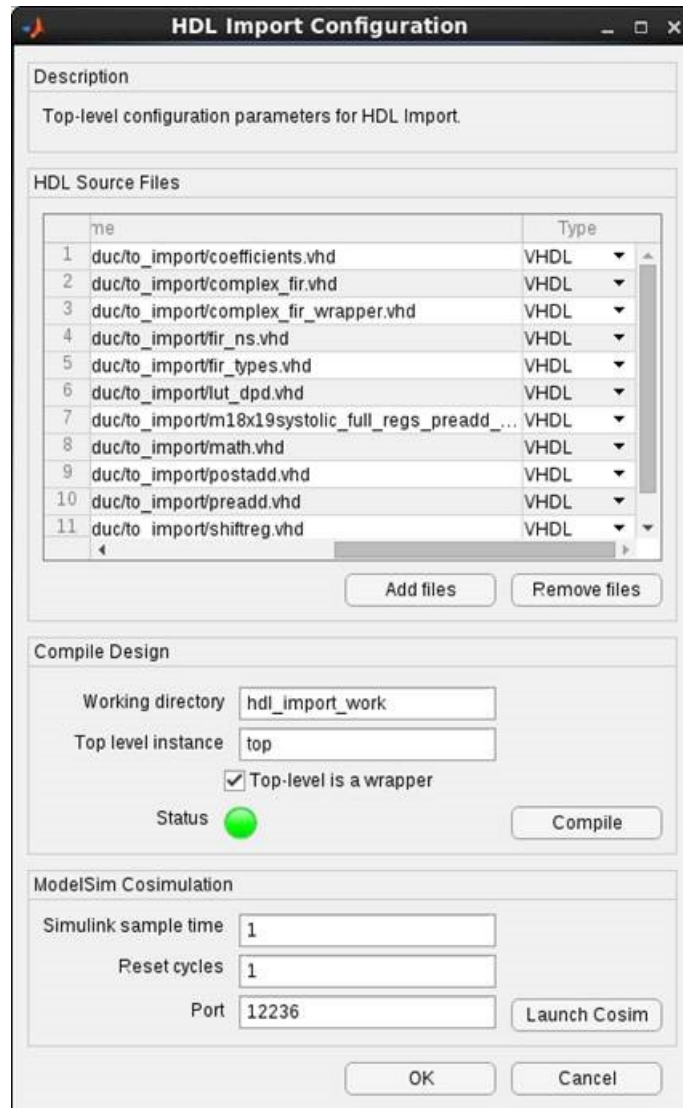 HDL Import Configuration
Description
Top-level configuration parameters for HDL Import.
HDL Source Files
me Type
1 duc/to_import/coefficients.vhd VHDL
2 duc/to_import/complex_fir.vhd VHDL
3 duc/to_import/complex_fir_wrapper.vhd VHDL
4 duc/to_import/fir_ns.vhd VHDL
5 duc/to_import/fir_types.vhd VHDL
6 duc/to_import/lut_dpd.vhd VHDL
7 duc/to_import/m18x19systolic_full_regs_preadd_... VHDL
8 duc/to_import/math.vhd VHDL
9 duc/to_import/postadd.vhd VHDL
10 duc/to_import/preadd.vhd VHDL
11 duc/to_import/shiftreg.vhd VHDL
Add files Remove files
Compile Design
Working directory hdl_import_work
Top level instance top
Top-level is a wrapper
Status Compile
ModelSim Cosimulation
Simulink sample time 1
Reset cycles 1
Port 12236 Launch Cosim
OK Cancel